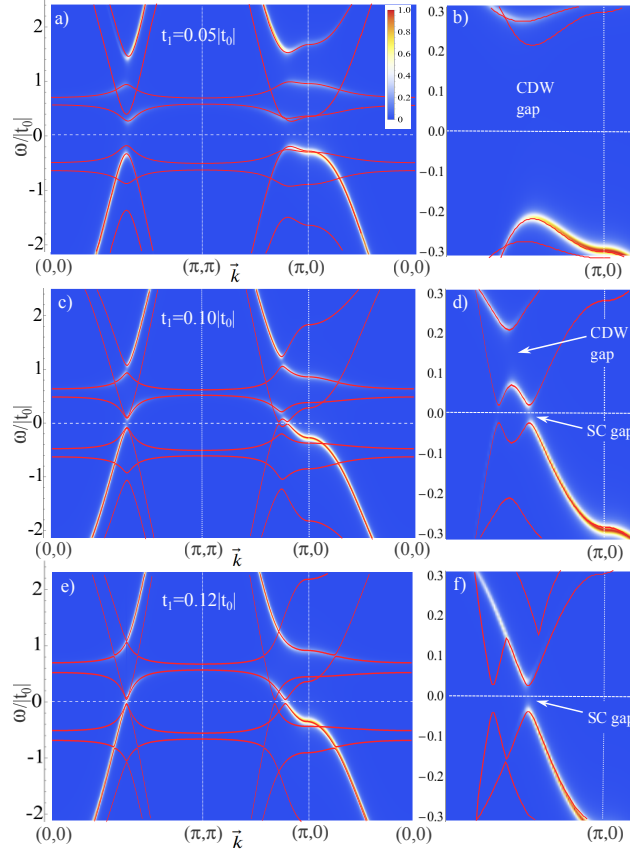 a)
t₁=0.05|t₀|
1.0
0.8
0.6
0.4
0.2
0
2
1
0
-1
-2
ω/|t₀|
(0,0)
(π,π)
k⃗
(π,0)
(0,0)
b)
0.3
0.2
0.1
0.0
−0.1
−0.2
−0.3
CDW
gap
(π,0)
c)
t₁=0.10|t₀|
2
1
0
-1
-2
ω/|t₀|
(0,0)
(π,π)
k⃗
(π,0)
(0,0)
d)
0.3
0.2
0.1
0.0
−0.1
−0.2
−0.3
CDW
gap
SC gap
(π,0)
e)
t₁=0.12|t₀|
2
1
0
-1
-2
ω/|t₀|
(0,0)
(π,π)
k⃗
(π,0)
(0,0)
f)
0.3
0.2
0.1
0.0
−0.1
−0.2
−0.3
SC gap
(π,0)